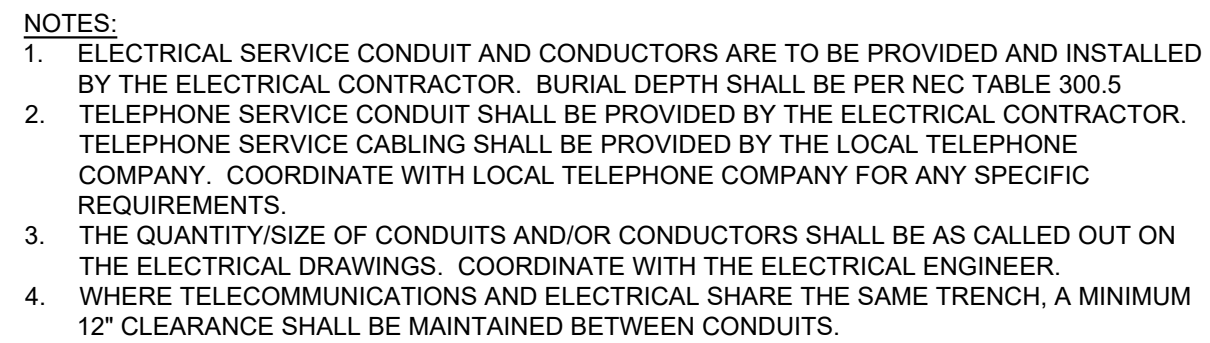 NOTES:
1. ELECTRICAL SERVICE CONDUIT AND CONDUCTORS ARE TO BE PROVIDED AND INSTALLED
BY THE ELECTRICAL CONTRACTOR. BURIAL DEPTH SHALL BE PER NEC TABLE 300.5
2. TELEPHONE SERVICE CONDUIT SHALL BE PROVIDED BY THE ELECTRICAL CONTRACTOR.
TELEPHONE SERVICE CABLING SHALL BE PROVIDED BY THE LOCAL TELEPHONE
COMPANY. COORDINATE WITH LOCAL TELEPHONE COMPANY FOR ANY SPECIFIC
REQUIREMENTS.
3. THE QUANTITY/SIZE OF CONDUITS AND/OR CONDUCTORS SHALL BE AS CALLED OUT ON
THE ELECTRICAL DRAWINGS. COORDINATE WITH THE ELECTRICAL ENGINEER.
4. WHERE TELECOMMUNICATIONS AND ELECTRICAL SHARE THE SAME TRENCH, A MINIMUM
12" CLEARANCE SHALL BE MAINTAINED BETWEEN CONDUITS.